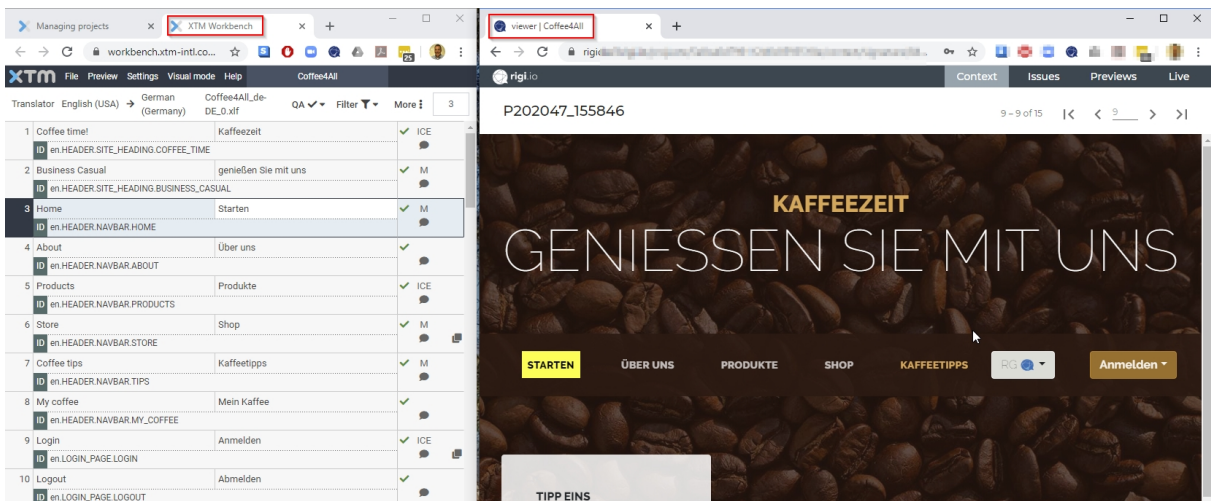 Managing projects
XTM Workbench
workbench.xtm-intl.co...
25
XTM File Preview Settings Visual mode Help Coffee4All
Translator English (USA) → German (Germany) Coffee4All_de-DE_0.xlf QA Filter More 3
1 Coffee time! Kaffeezeit ICE
ID en.HEADER.SITE_HEADING.COFFEE_TIME
2 Business Casual genießen Sie mit uns M
ID en.HEADER.SITE_HEADING.BUSINESS_CASUAL
3 Home Starten M
ID en.HEADER.NAVBAR.HOME
4 About Über uns
ID en.HEADER.NAVBAR.ABOUT
5 Products Produkte ICE
ID en.HEADER.NAVBAR.PRODUCTS
6 Store Shop M
ID en.HEADER.NAVBAR.STORE
7 Coffee tips Kaffeetipps M
ID en.HEADER.NAVBAR.TIPS
8 My coffee Mein Kaffee
ID en.HEADER.NAVBAR.MY_COFFEE
9 Login Anmelden ICE
ID en.LOGIN_PAGE.LOGIN
10 Logout Abmelden
ID en.LOGIN_PAGE.LOGOUT
viewer | Coffee4All
rigi.io Context Issues Previews Live
P202047_155846 9 – 9 of 15 9
KAFFEEZEIT
GENIESSEN SIE MIT UNS
STARTEN ÜBER UNS PRODUKTE SHOP KAFFEETIPPS RG Anmelden
TIPP EINS